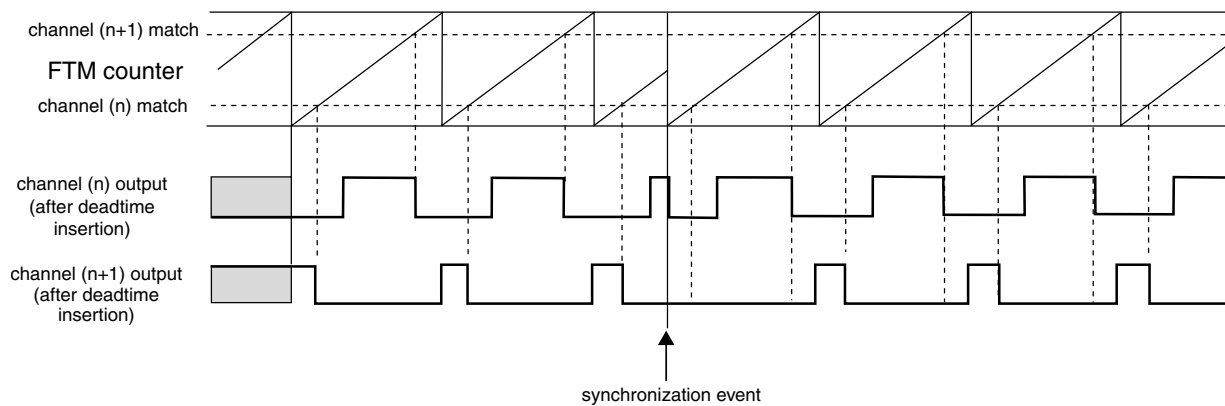 channel (n+1) match
FTM counter
channel (n) match
channel (n) output
(after deadtime
insertion)
channel (n+1) output
(after deadtime
insertion)
synchronization event